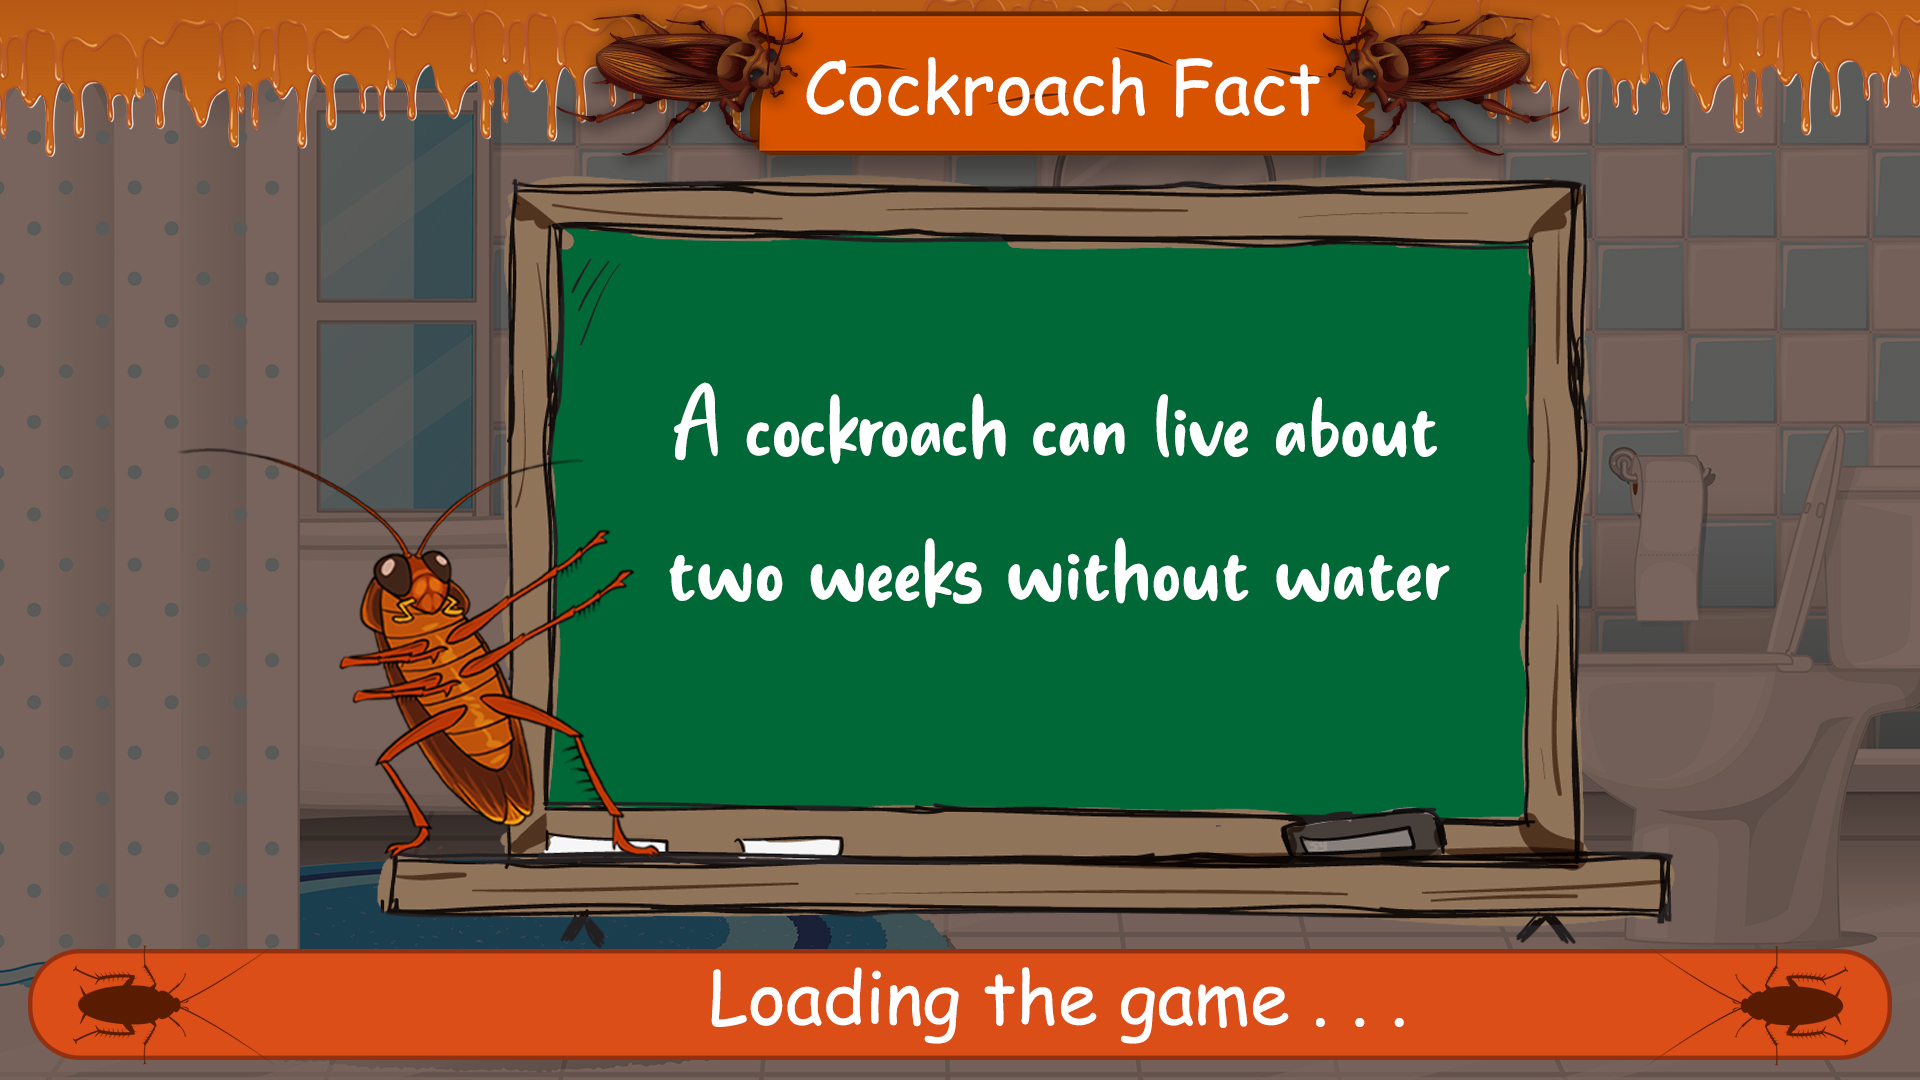 Cockroach Fact
A cockroach can live about
two weeks without water
Loading the game . . .